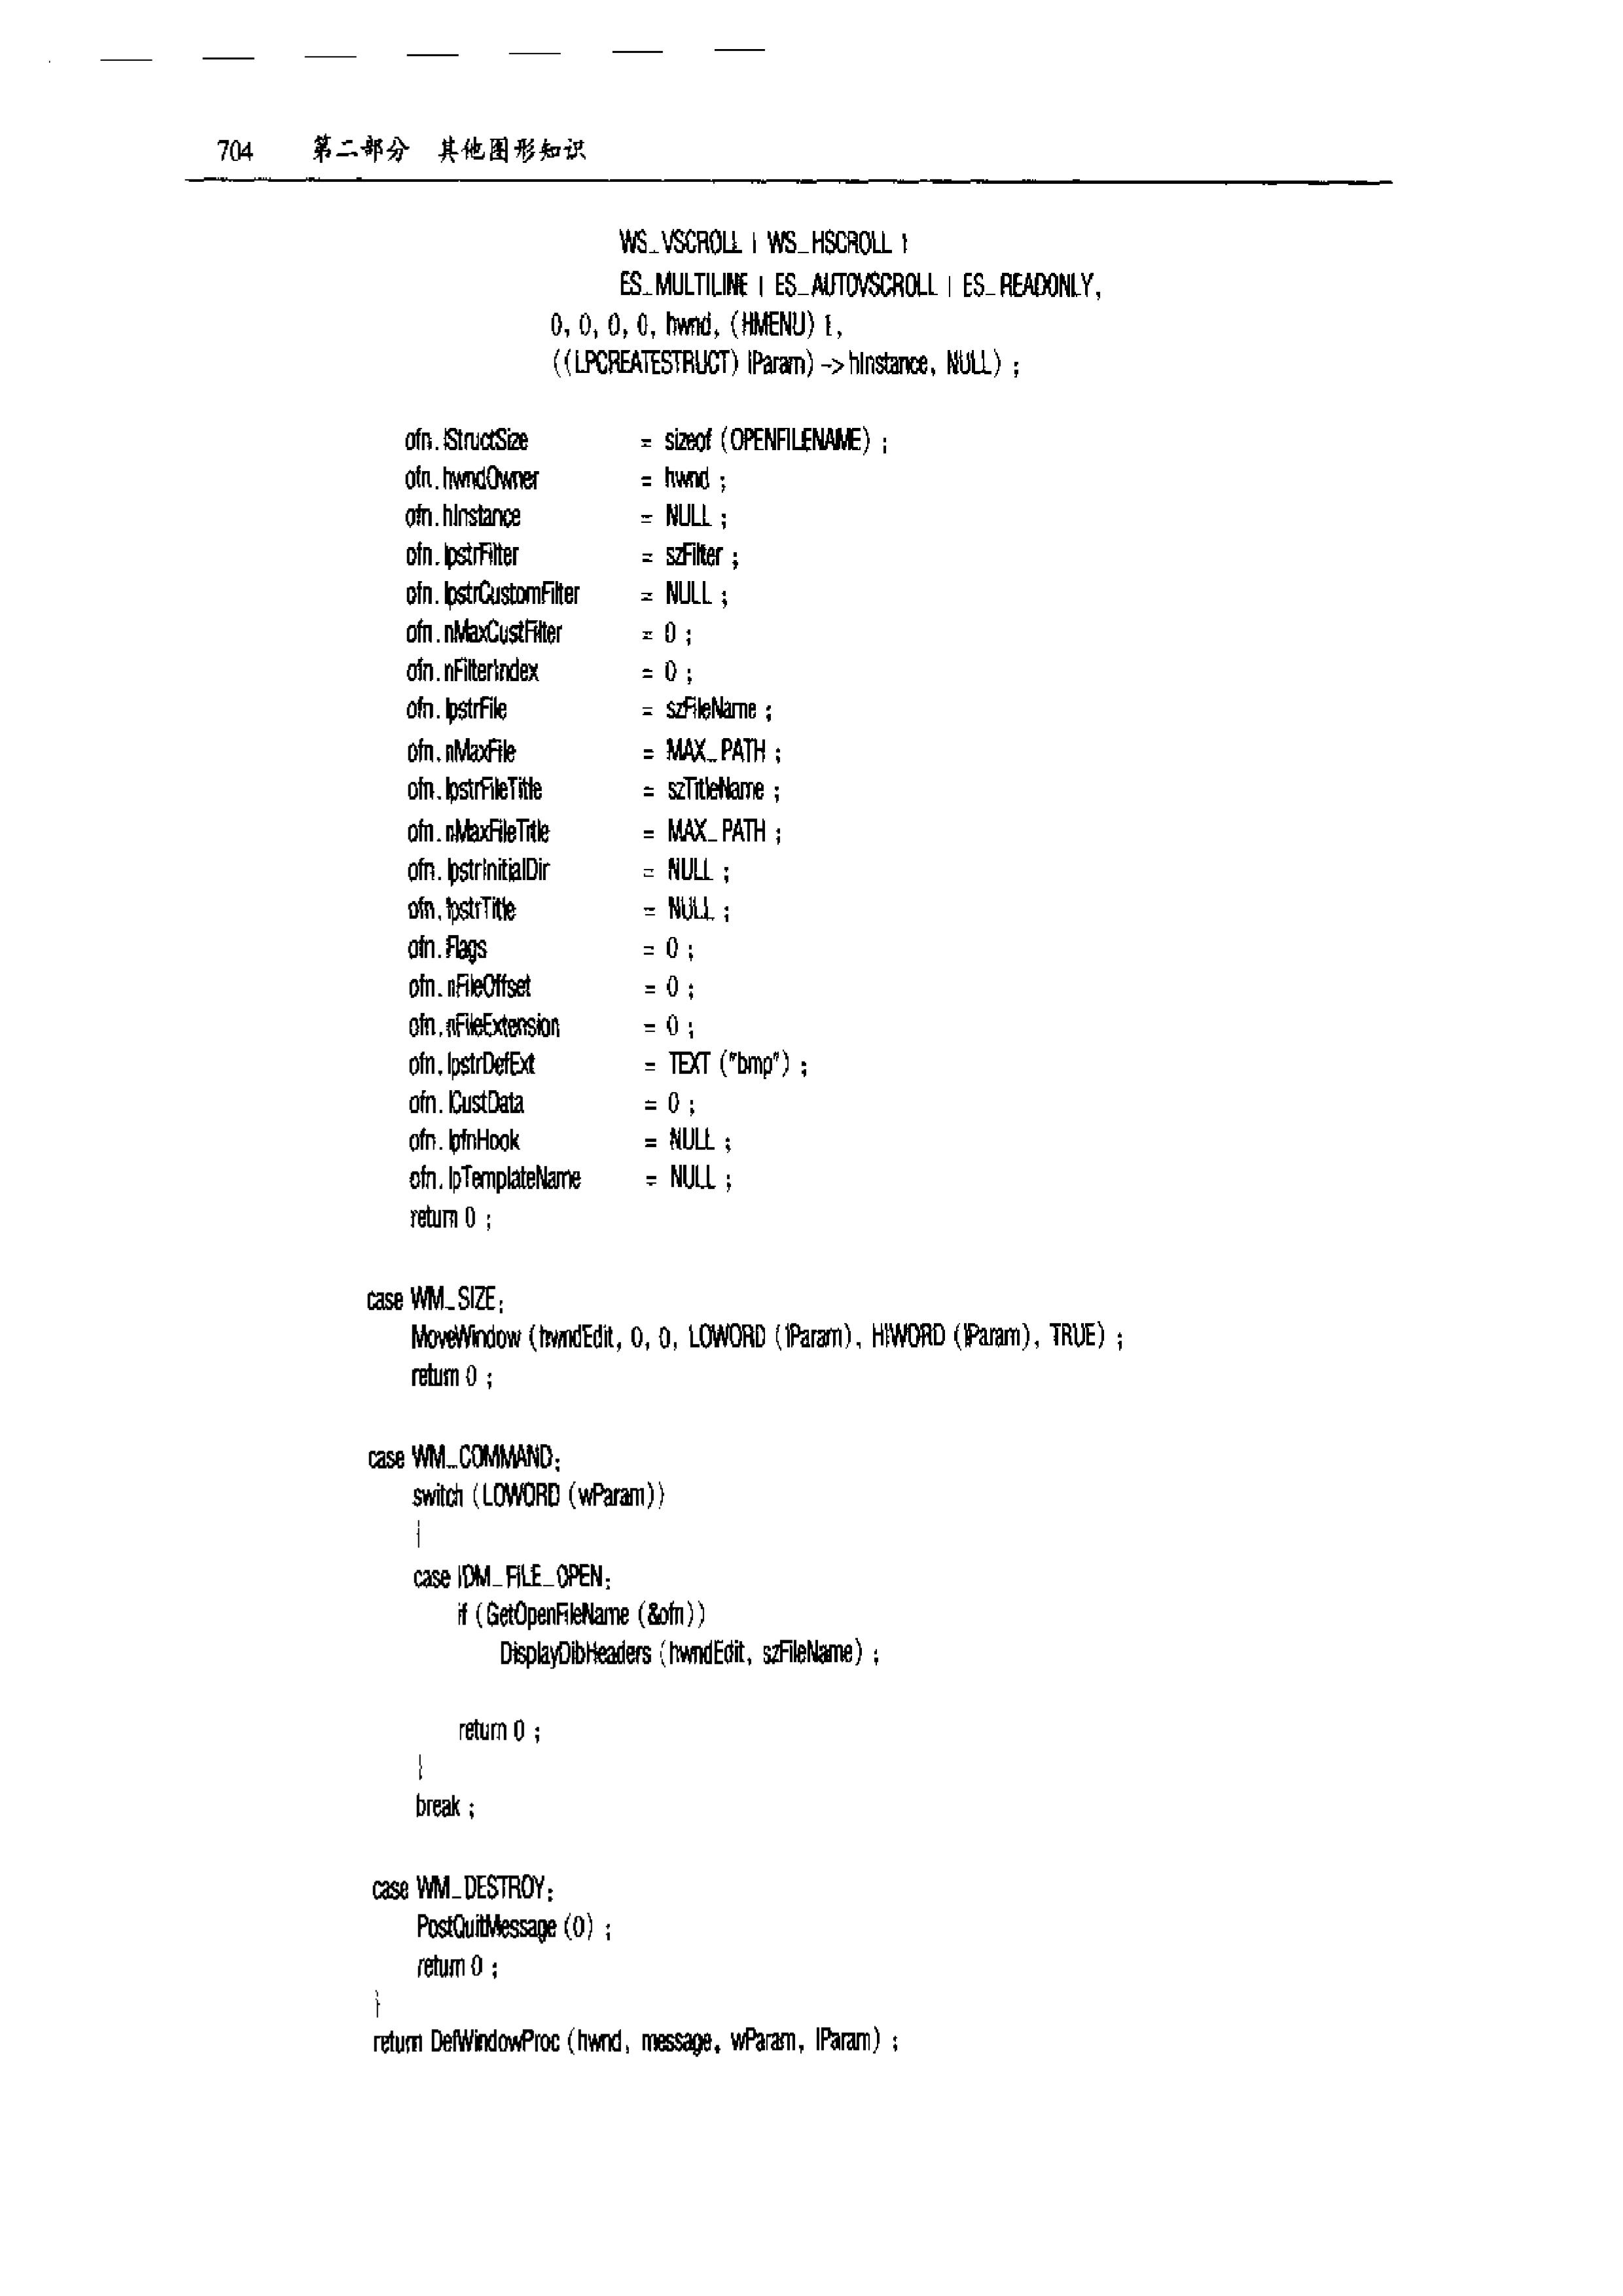 704 第二部分 其他图形知识
WS_VSCROLL | WS_HSCROLL |
ES_MULTILINE | ES_AUTOVSCROLL | ES_READONLY,
0, 0, 0, 0, hwnd, (HMENU) 1,
((LPCREATESTRUCT) lParam) -> hInstance, NULL) ;
ofn.lStructSize = sizeof (OPENFILENAME) ;
ofn.hwndOwner = hwnd ;
ofn.hInstance = NULL ;
ofn.lpstrFilter = szFilter ;
ofn.lpstrCustomFilter = NULL ;
ofn.nMaxCustFilter = 0 ;
ofn.nFilterIndex = 0 ;
ofn.lpstrFile = szFileName ;
ofn.nMaxFile = MAX_PATH ;
ofn.lpstrFileTitle = szTitleName ;
ofn.nMaxFileTitle = MAX_PATH ;
ofn.lpstrInitialDir = NULL ;
ofn.lpstrTitle = NULL ;
ofn.Flags = 0 ;
ofn.nFileOffset = 0 ;
ofn.nFileExtension = 0 ;
ofn.lpstrDefExt = TEXT ("bmp") ;
ofn.lCustData = 0 ;
ofn.lpfnHook = NULL ;
ofn.lpTemplateName = NULL ;
return 0 ;
case WM_SIZE:
MoveWindow (hwndEdit, 0, 0, LOWORD (lParam), HIWORD (lParam), TRUE) ;
return 0 ;
case WM_COMMAND:
switch (LOWORD (wParam))
{
case IDM_FILE_OPEN:
if (GetOpenFileName (&ofn))
DisplayDibHeaders (hwndEdit, szFileName) ;
return 0 ;
}
break ;
case WM_DESTROY:
PostQuitMessage (0) ;
return 0 ;
}
return DefWindowProc (hwnd, message, wParam, lParam) ;